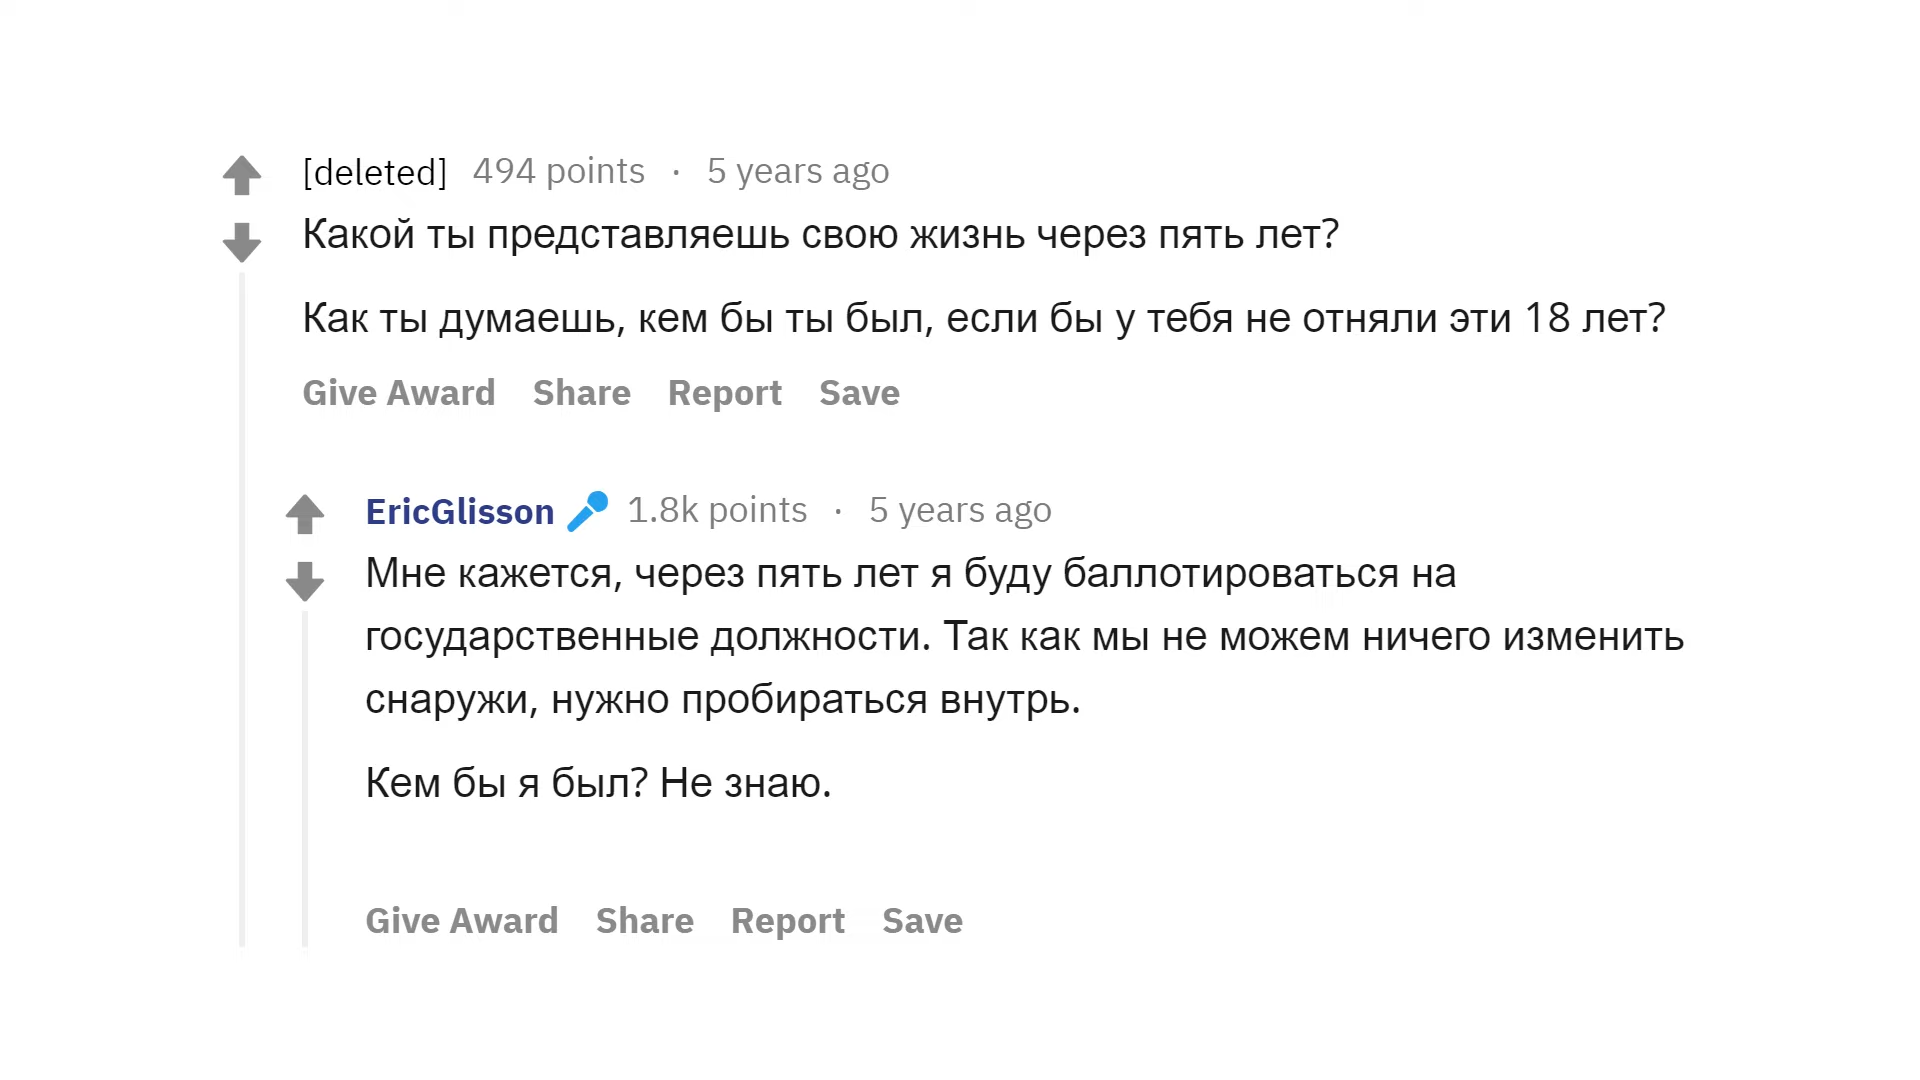 [deleted] 494 points · 5 years ago
Какой ты представляешь свою жизнь через пять лет?
Как ты думаешь, кем бы ты был, если бы у тебя не отняли эти 18 лет?
Give Award Share Report Save
EricGlisson 1.8k points · 5 years ago
Мне кажется, через пять лет я буду баллотироваться на
государственные должности. Так как мы не можем ничего изменить
снаружи, нужно пробираться внутрь.
Кем бы я был? Не знаю.
Give Award Share Report Save